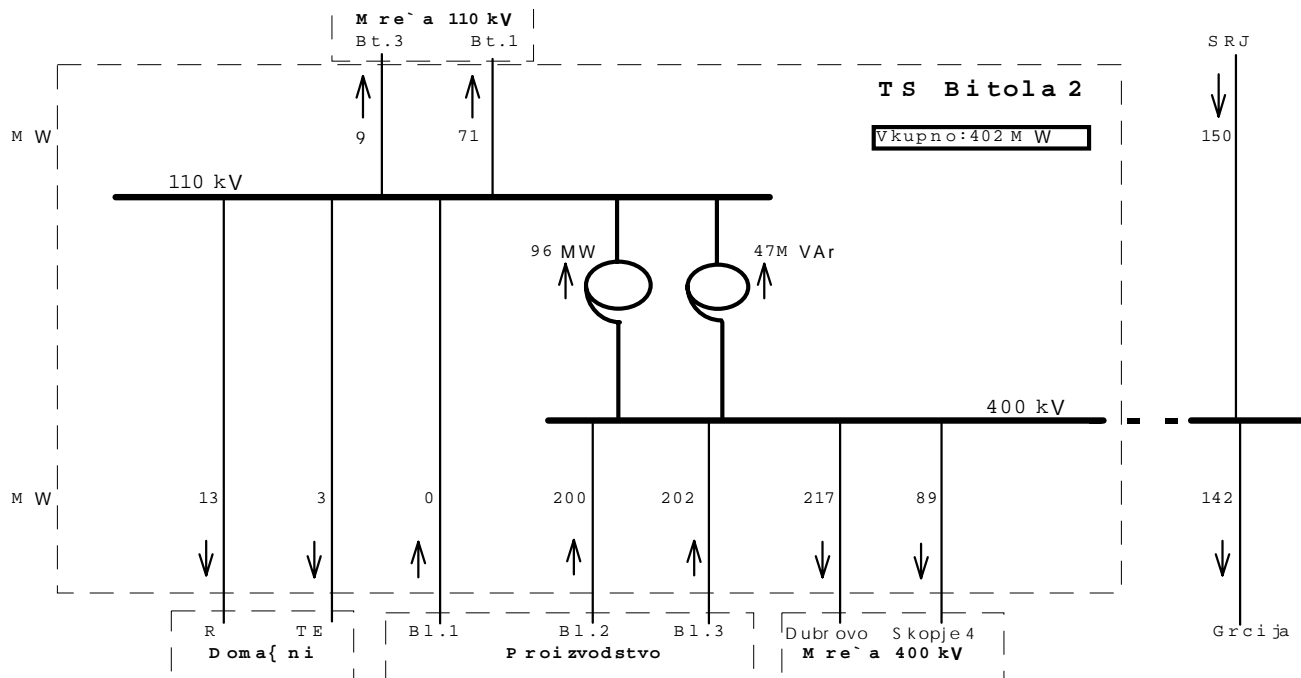 Mre`a 110 kV
Bt.3 Bt.1 SRJ
TS Bitola 2
MW 9 71 Vkupno:402 MW 150
110 kV
96 MW 47M VAr
400 kV
MW 13 3 0 200 202 217 89 142
R TE Bl.1 Bl.2 Bl.3 Dubrovo Skopje 4 Grcija
Doma{ni Proizvodstvo Mre`a 400 kV